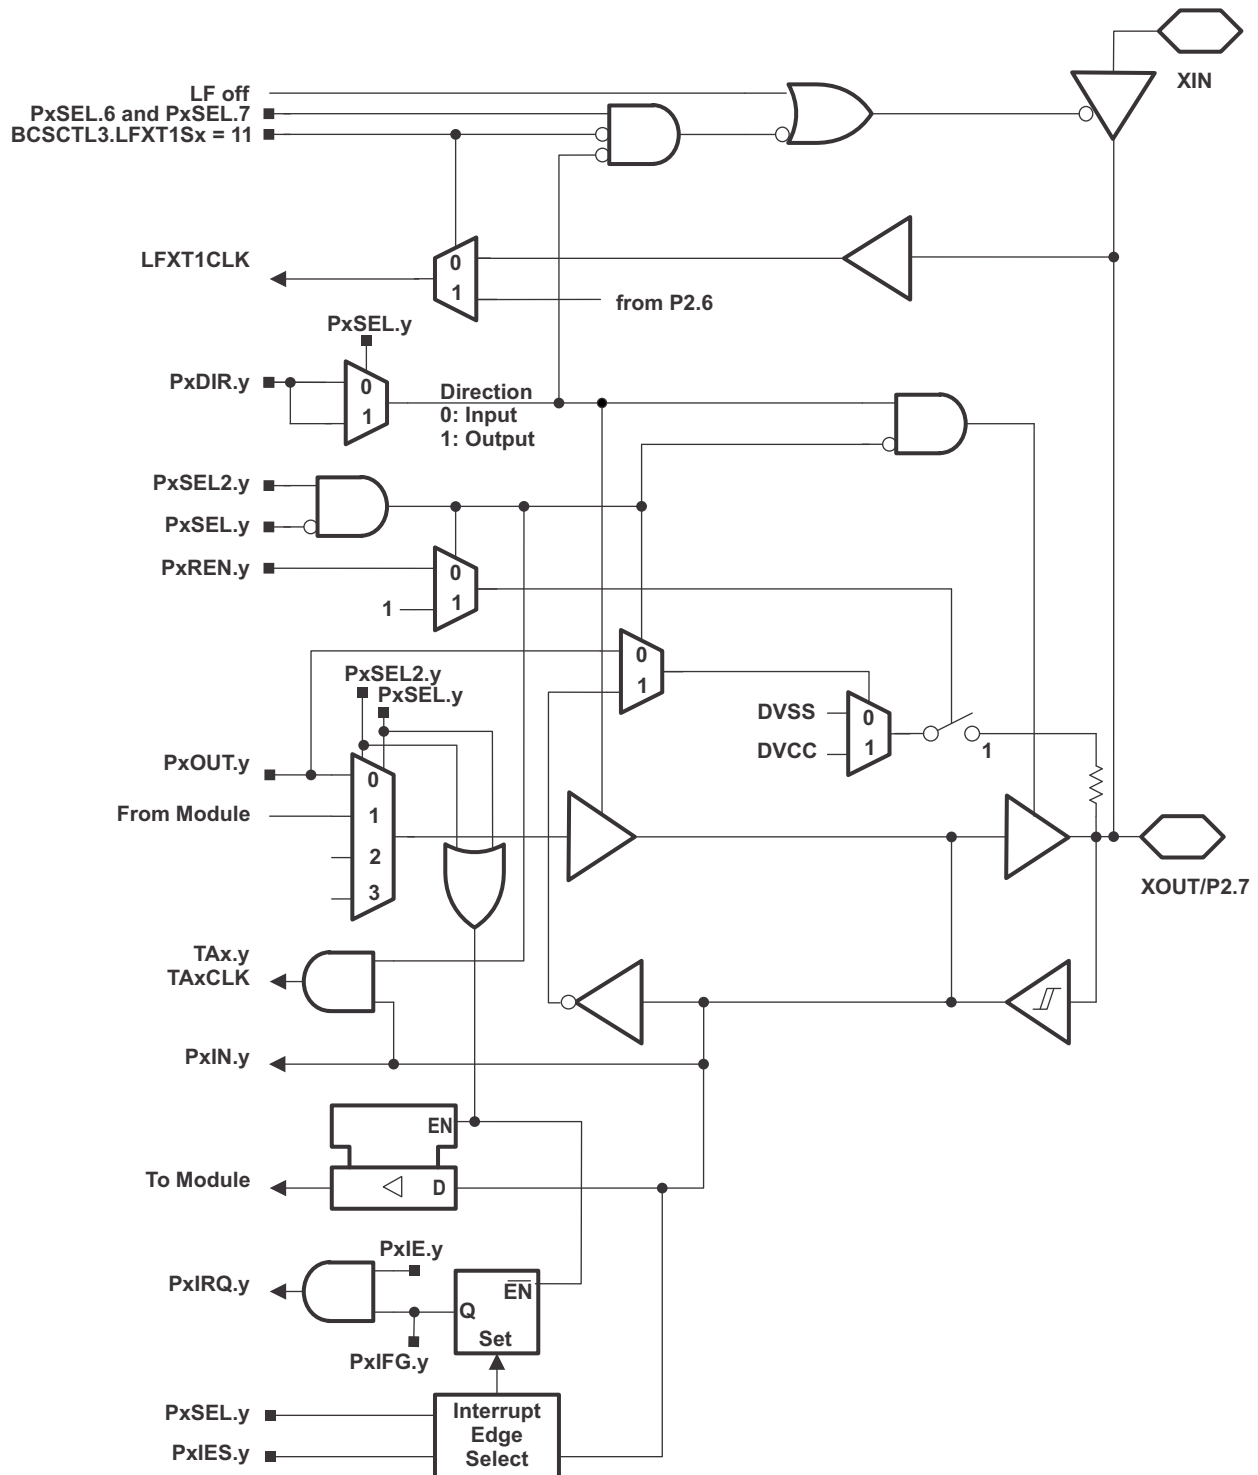 XIN
LF off
PxSEL.6 and PxSEL.7
BCSCTL3.LFXT1Sx = 11
LFXT1CLK
0
1
from P2.6
PxSEL.y
PxDIR.y
0
1
Direction
0: Input
1: Output
PxSEL2.y
PxSEL.y
PxREN.y
0
1
1
0
1
PxSEL2.y
PxSEL.y
DVSS
DVCC
0
1
1
PxOUT.y
From Module
0
1
2
3
XOUT/P2.7
TAx.y
TAxCLK
PxIN.y
EN
To Module
D
PxIE.y
PxIRQ.y
EN
Q
Set
PxIFG.y
PxSEL.y
PxIES.y
Interrupt
Edge
Select